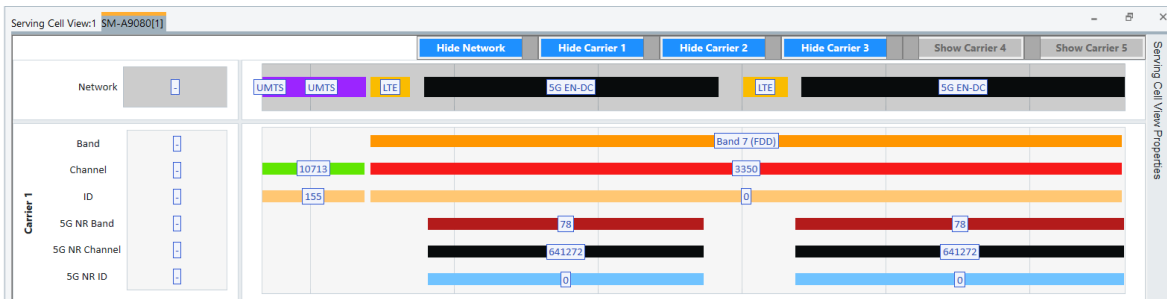 Serving Cell View:1 SM-A9080[1]
Hide Network Hide Carrier 1 Hide Carrier 2 Hide Carrier 3 Show Carrier 4 Show Carrier 5
Network - UMTS UMTS LTE 5G EN-DC LTE 5G EN-DC
Carrier 1
Band - Band 7 (FDD)
Channel - 10713 3350
ID - 155 0
5G NR Band - 78 78
5G NR Channel - 641272 641272
5G NR ID - 0 0
Serving Cell View Properties